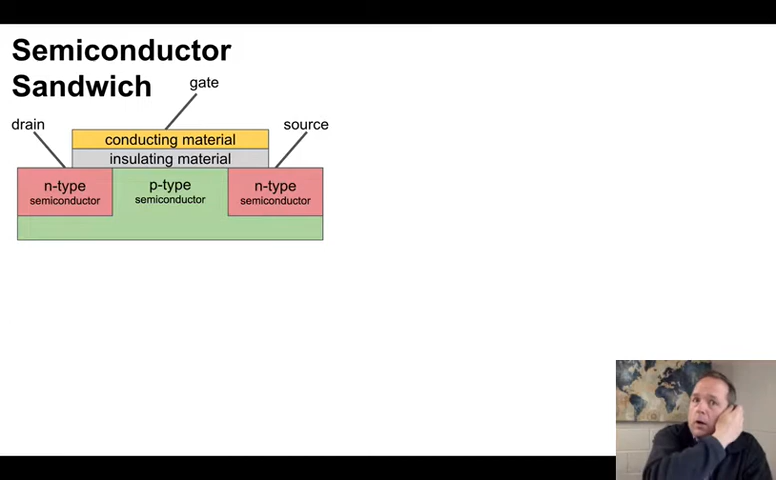 Semiconductor
Sandwich
gate
drain
source
conducting material
insulating material
n-type
semiconductor
p-type
semiconductor
n-type
semiconductor